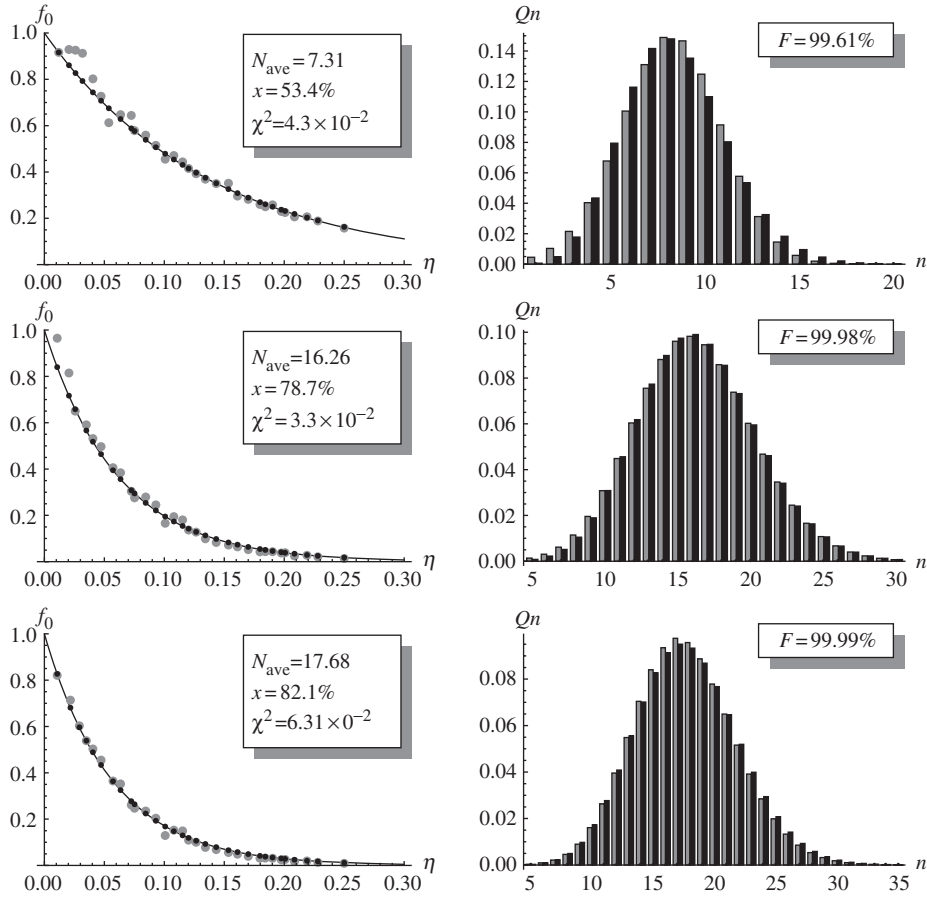 f0
1.0
0.8
0.6
0.4
0.2
0.00 0.05 0.10 0.15 0.20 0.25 0.30 η
Nave=7.31
x=53.4%
χ²=4.3×10⁻²
Qn
0.14
0.12
0.10
0.08
0.06
0.04
0.02
0.00
5 10 15 20 n
F=99.61%
f0
1.0
0.8
0.6
0.4
0.2
0.00 0.05 0.10 0.15 0.20 0.25 0.30 η
Nave=16.26
x=78.7%
χ²=3.3×10⁻²
Qn
0.10
0.08
0.06
0.04
0.02
0.00
5 10 15 20 25 30 n
F=99.98%
f0
1.0
0.8
0.6
0.4
0.2
0.00 0.05 0.10 0.15 0.20 0.25 0.30 η
Nave=17.68
x=82.1%
χ²=6.31×0⁻²
Qn
0.08
0.06
0.04
0.02
0.00
5 10 15 20 25 30 35 n
F=99.99%